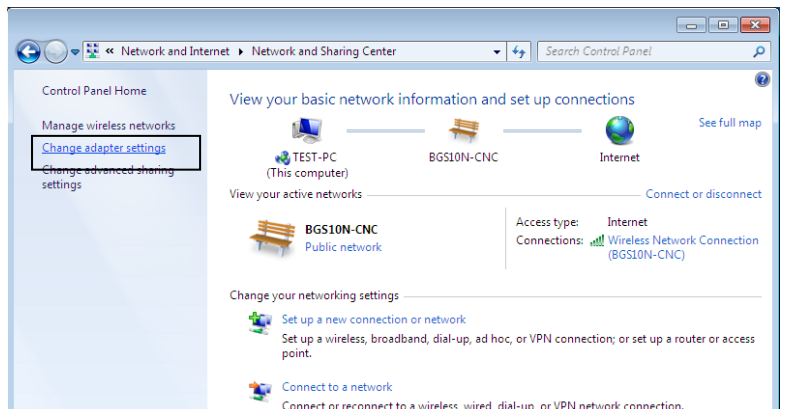 « Network and Internet ▸ Network and Sharing Center
Search Control Panel
Control Panel Home
Manage wireless networks
Change adapter settings
Change advanced sharing
settings
View your basic network information and set up connections
See full map
TEST-PC
(This computer)
BGS10N-CNC
Internet
View your active networks
Connect or disconnect
BGS10N-CNC
Public network
Access type: Internet
Connections: Wireless Network Connection
(BGS10N-CNC)
Change your networking settings
Set up a new connection or network
Set up a wireless, broadband, dial-up, ad hoc, or VPN connection; or set up a router or access
point.
Connect to a network
Connect or reconnect to a wireless, wired, dial-up, or VPN network connection.